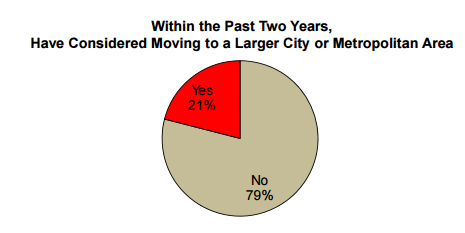 Within the Past Two Years,
Have Considered Moving to a Larger City or Metropolitan Area
Yes
21%
No
79%